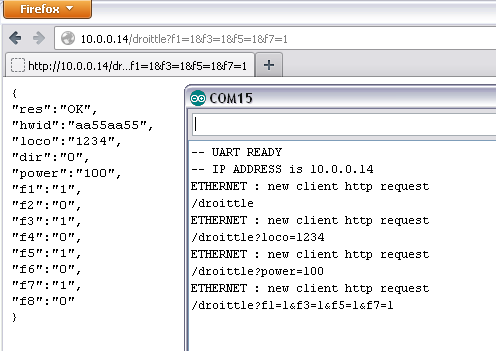 Firefox
10.0.0.14/droittle?f1=1&f3=1&f5=1&f7=1
http://10.0.0.14/dr...f1=1&f3=1&f5=1&f7=1
{
"res":"OK",
"hwid":"aa55aa55",
"loco":"1234",
"dir":"0",
"power":"100",
"f1":"1",
"f2":"0",
"f3":"1",
"f4":"0",
"f5":"1",
"f6":"0",
"f7":"1",
"f8":"0"
}
COM15
-- UART READY
-- IP ADDRESS is 10.0.0.14
ETHERNET : new client http request
/droittle
ETHERNET : new client http request
/droittle?loco=1234
ETHERNET : new client http request
/droittle?power=100
ETHERNET : new client http request
/droittle?f1=1&f3=1&f5=1&f7=1